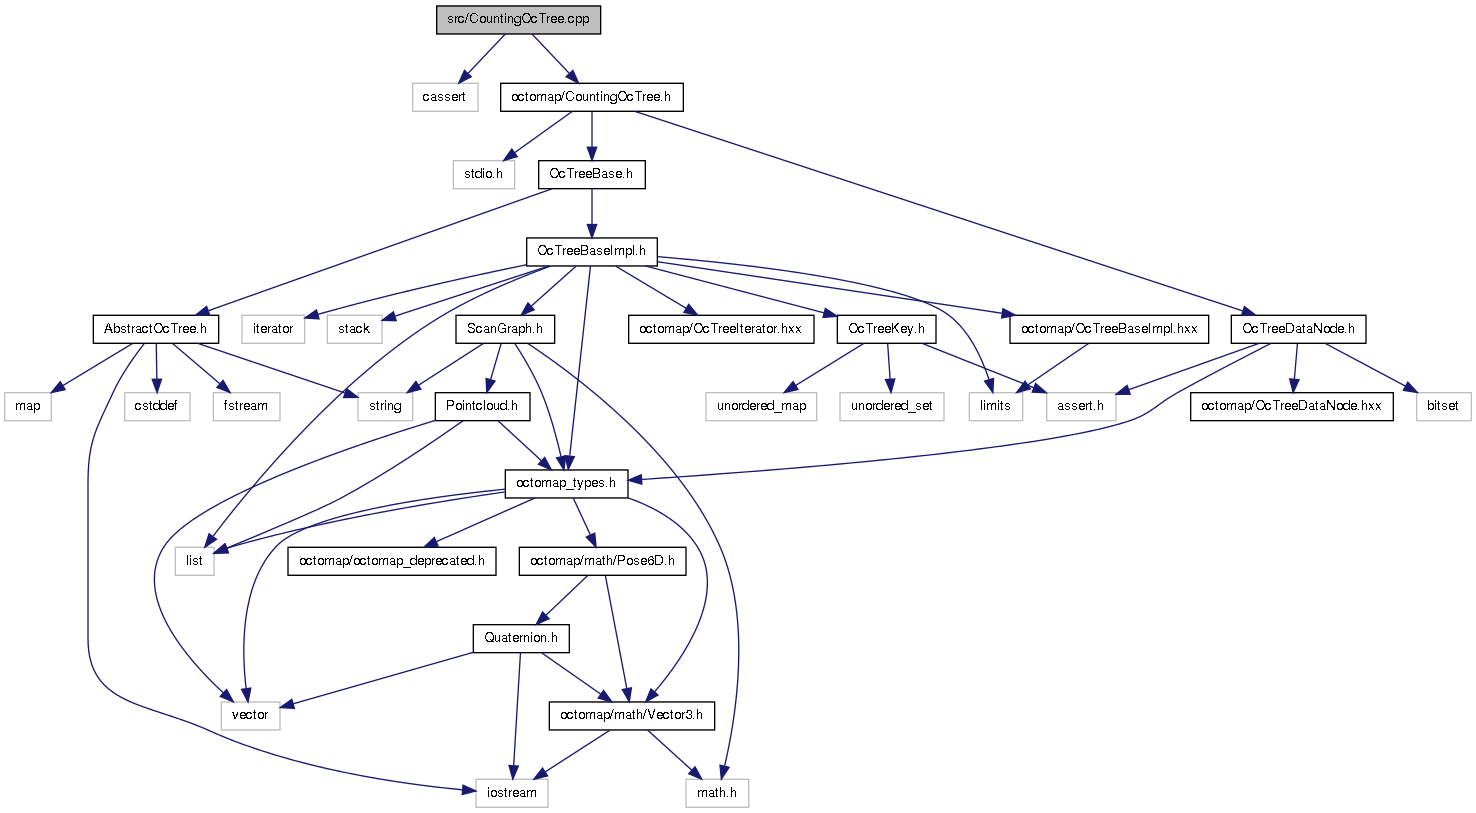 src/CountingOcTree.cpp
cassert
octomap/CountingOcTree.h
stdio.h
OcTreeBase.h
OcTreeBaseImpl.h
AbstractOcTree.h
iterator
stack
ScanGraph.h
octomap/OcTreeIterator.hxx
OcTreeKey.h
octomap/OcTreeBaseImpl.hxx
OcTreeDataNode.h
map
cstddef
fstream
string
Pointcloud.h
unordered_map
unordered_set
limits
assert.h
octomap/OcTreeDataNode.hxx
bitset
octomap_types.h
list
octomap/octomap_deprecated.h
octomap/math/Pose6D.h
Quaternion.h
vector
octomap/math/Vector3.h
iostream
math.h